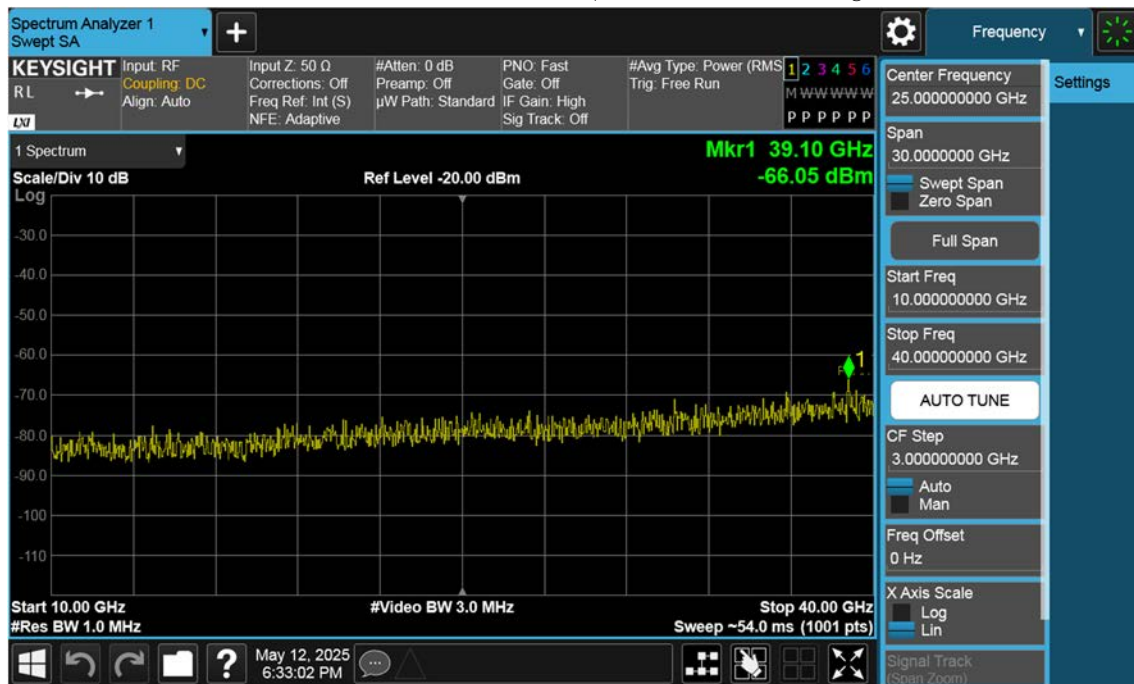 Spectrum Analyzer 1
Swept SA
Frequency
KEYSIGHT
RL
LXI
Input: RF
Coupling: DC
Align: Auto
Input Z: 50 Ω
Corrections: Off
Freq Ref: Int (S)
NFE: Adaptive
#Atten: 0 dB
Preamp: Off
µW Path: Standard
PNO: Fast
Gate: Off
IF Gain: High
Sig Track: Off
#Avg Type: Power (RMS
Trig: Free Run
1 2 3 4 5 6
M W W W W W
P P P P P P
1 Spectrum
Mkr1 39.10 GHz
-66.05 dBm
Scale/Div 10 dB
Ref Level -20.00 dBm
Log
-30.0
-40.0
-50.0
-60.0
-70.0
-80.0
-90.0
-100
-110
1
Start 10.00 GHz
#Video BW 3.0 MHz
Stop 40.00 GHz
#Res BW 1.0 MHz
Sweep ~54.0 ms (1001 pts)
?
May 12, 2025
6:33:02 PM
Center Frequency
25.000000000 GHz
Settings
Span
30.0000000 GHz
Swept Span
Zero Span
Full Span
Start Freq
10.000000000 GHz
Stop Freq
40.000000000 GHz
AUTO TUNE
CF Step
3.000000000 GHz
Auto
Man
Freq Offset
0 Hz
X Axis Scale
Log
Lin
Signal Track
(Span Zoom)